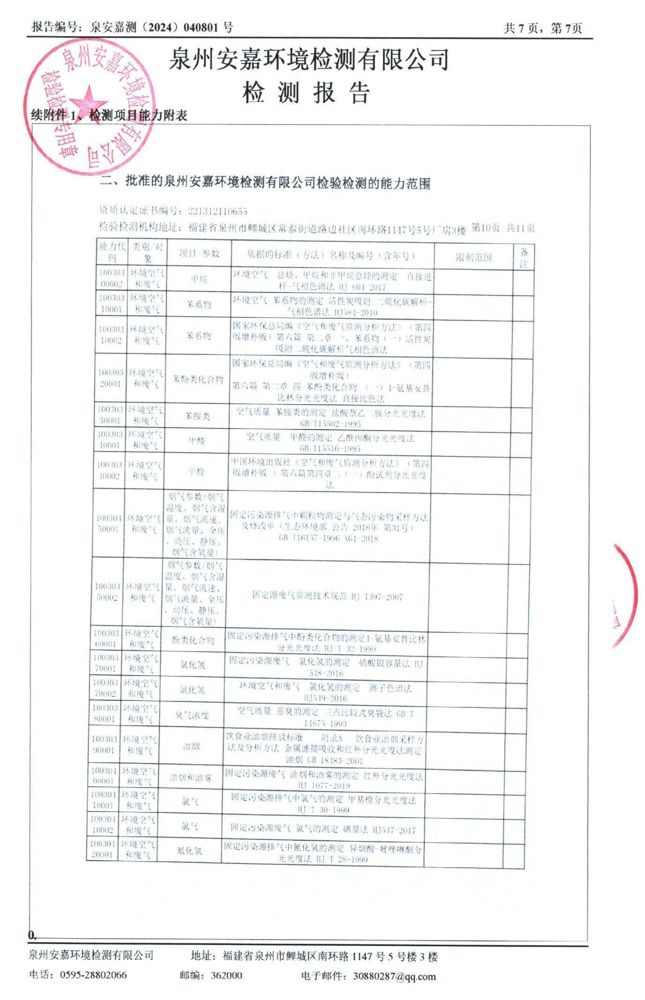 报告编号：泉安嘉测（2024）040801 号
共 7 页，第 7页
泉州安嘉环境检测有限公司
检测报告
泉州安嘉环境检测有限公司
检验检测专用章
续附件 1、检测项目能力附表
二、批准的泉州安嘉环境检测有限公司检验检测的能力范围
资质认定证书编号：221312110655
检验检测机构地址：福建省泉州市鲤城区常泰街道路边社区南环路1147号5号厂房3楼 第10页 共11页
能力代码 类别/对象 项目/参数 依据的标准（方法）名称及编号（含年号） 限制范围 备注
10030300002 环境空气和废气 甲烷 环境空气 总烃、甲烷和非甲烷总烃的测定 直接进样-气相色谱法 HJ 604-2017
10030310001 环境空气和废气 苯系物 环境空气 苯系物的测定 活性炭吸附/二硫化碳解析-气相色谱法 HJ584-2010
10030310002 环境空气和废气 苯系物 国家环保总局编《空气和废气监测分析方法》（第四版增补版）第六篇 第二章 一、苯系物（一）活性炭吸附二硫化碳解析气相色谱法
10030320001 环境空气和废气 苯酚类化合物 国家环保总局编《空气和废气监测分析方法》（第四版增补版）
第六篇 第二章 四 苯酚类化合物 （一）4-氨基安替比林分光光度法 直接比色法
10030330001 环境空气和废气 苯胺类 空气质量 苯胺类的测定 盐酸萘乙二胺分光光度法 GB/T15502-1995
10030340001 环境空气和废气 甲醛 空气质量 甲醛的测定 乙酰丙酮分光光度法 GB/T15516-1995
10030340002 环境空气和废气 甲醛 中国环境出版社《空气和废气监测分析方法》（第四版增补版 ）第六篇第四章二（一）酚试剂分光光度法
10030350001 环境空气和废气 烟气参数(烟气温度、烟气含湿量、烟气流速、烟气流量、全压、动压、静压、烟气含氧量) 固定污染源排气中颗粒物测定与气态污染物采样方法及修改单（生态环境部 公告 2018年 第31号） GB/T16157-1996/XG1-2018
10030350002 环境空气和废气 烟气参数(烟气温度、烟气含湿量、烟气流速、烟气流量、全压、动压、静压、烟气含氧量) 固定源废气监测技术规范 HJ/T397-2007
10030360001 环境空气和废气 酚类化合物 固定污染源排气中酚类化合物的测定4-氨基安替比林分光光度法 HJ/T 32-1999
10030370001 环境空气和废气 氯化氢 固定污染源废气 氯化氢的测定 硝酸银容量法 HJ 548-2016
10030370002 环境空气和废气 氯化氢 环境空气和废气 氯化氢的测定 离子色谱法 HJ549-2016
10030380001 环境空气和废气 臭气浓度 空气质量 恶臭的测定 三点比较式臭袋法 GB/T 14675-1993
10030390001 环境空气和废气 油烟 饮食业油烟排放标准 附录A 饮食业油烟采样方法及分析方法 金属滤筒吸收和红外分光光度法测定油烟 GB 18483-2001
10030400001 环境空气和废气 油烟和油雾 固定污染源废气 油烟和油雾的测定 红外分光光度法 HJ 1077-2019
10030410001 环境空气和废气 氯气 固定污染源排气中氯气的测定 甲基橙分光光度法 HJ/T 30-1999
10030410002 环境空气和废气 氯气 固定污染源废气 氯气的测定 碘量法 HJ547-2017
10030420001 环境空气和废气 氰化氢 固定污染源排气中氰化氢的测定 异烟酸-吡唑啉酮分光光度法 HJ/T 28-1999
0.
泉州安嘉环境检测有限公司 地址：福建省泉州市鲤城区南环路 1147 号 5 号楼 3 楼
电话：0595-28802066 邮编：362000 电子邮件：30880287@qq.com